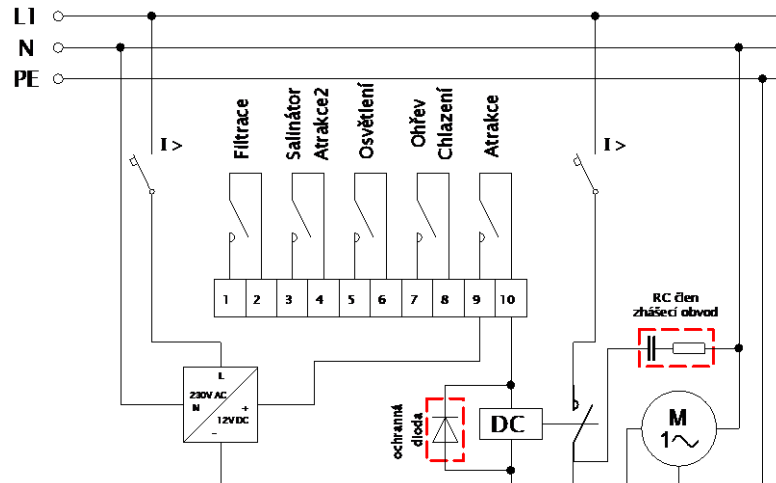 L1
N
PE
I >
Filtrace
Salinátor
Atrakce2
Osvětlení
Ohřev
Chlazení
Atrakce
I >
1 2 3 4 5 6 7 8 9 10
RC člen
zhášecí obvod
L
230V AC
N +
12V DC
–
ochranná
dioda
DC
M
1